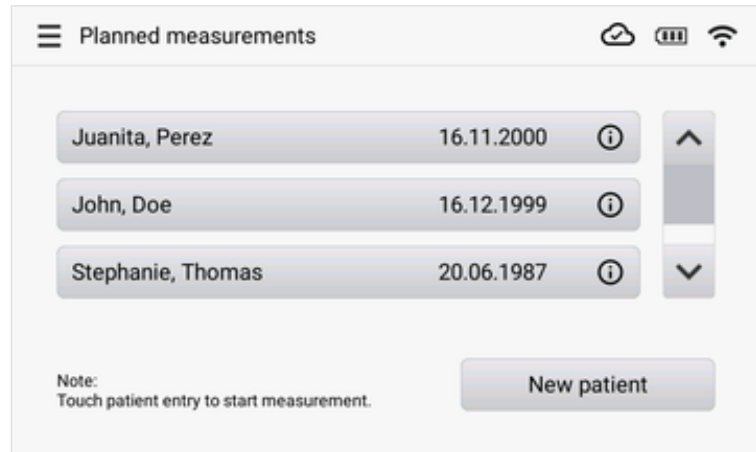 Planned measurements
Juanita, Perez 16.11.2000
John, Doe 16.12.1999
Stephanie, Thomas 20.06.1987
Note:
Touch patient entry to start measurement.
New patient